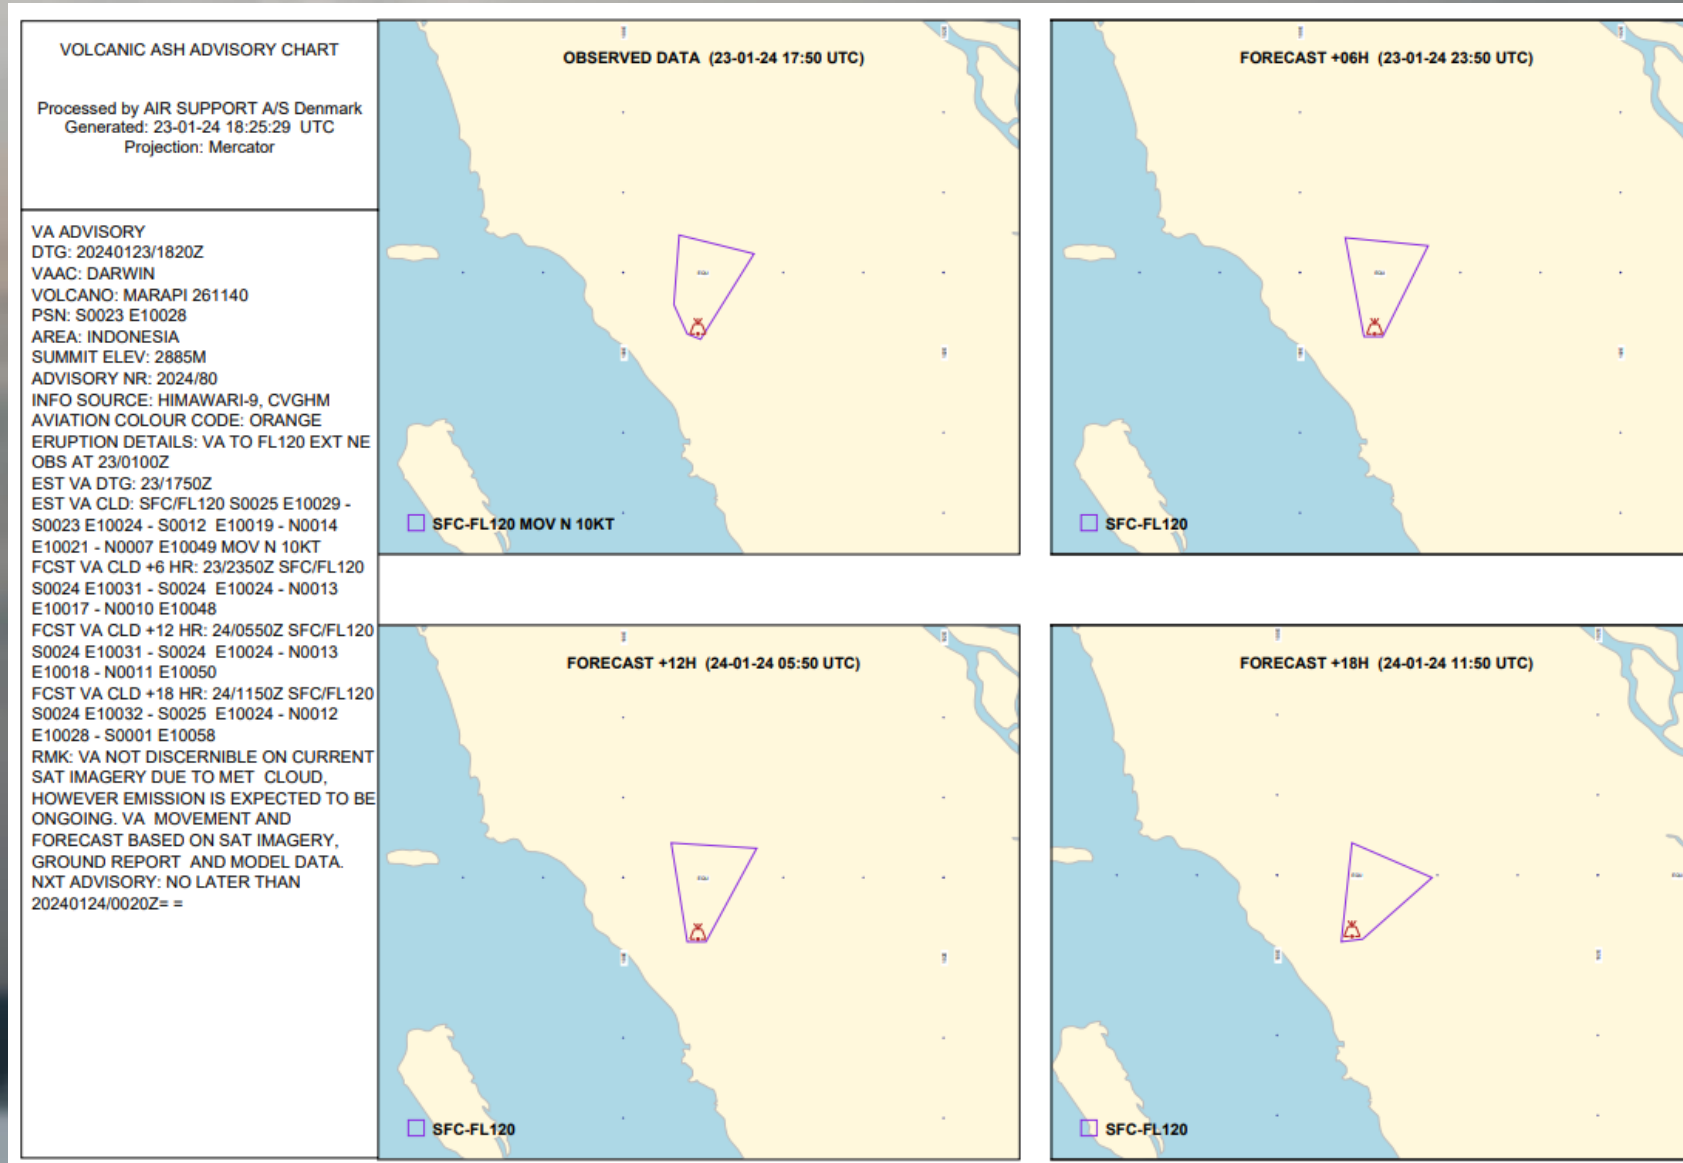 VOLCANIC ASH ADVISORY CHART
Processed by AIR SUPPORT A/S Denmark
Generated: 23-01-24 18:25:29 UTC
Projection: Mercator
VA ADVISORY
DTG: 20240123/1820Z
VAAC: DARWIN
VOLCANO: MARAPI 261140
PSN: S0023 E10028
AREA: INDONESIA
SUMMIT ELEV: 2885M
ADVISORY NR: 2024/80
INFO SOURCE: HIMAWARI-9, CVGHM
AVIATION COLOUR CODE: ORANGE
ERUPTION DETAILS: VA TO FL120 EXT NE
OBS AT 23/0100Z
EST VA DTG: 23/1750Z
EST VA CLD: SFC/FL120 S0025 E10029 -
S0023 E10024 - S0012 E10019 - N0014
E10021 - N0007 E10049 MOV N 10KT
FCST VA CLD +6 HR: 23/2350Z SFC/FL120
S0024 E10031 - S0024 E10024 - N0013
E10017 - N0010 E10048
FCST VA CLD +12 HR: 24/0550Z SFC/FL120
S0024 E10031 - S0024 E10024 - N0013
E10018 - N0011 E10050
FCST VA CLD +18 HR: 24/1150Z SFC/FL120
S0024 E10032 - S0025 E10024 - N0012
E10028 - S0001 E10058
RMK: VA NOT DISCERNIBLE ON CURRENT
SAT IMAGERY DUE TO MET CLOUD,
HOWEVER EMISSION IS EXPECTED TO BE
ONGOING. VA MOVEMENT AND
FORECAST BASED ON SAT IMAGERY,
GROUND REPORT AND MODEL DATA.
NXT ADVISORY: NO LATER THAN
20240124/0020Z= =
OBSERVED DATA (23-01-24 17:50 UTC)
SFC-FL120 MOV N 10KT
FORECAST +06H (23-01-24 23:50 UTC)
SFC-FL120
FORECAST +12H (24-01-24 05:50 UTC)
SFC-FL120
FORECAST +18H (24-01-24 11:50 UTC)
SFC-FL120